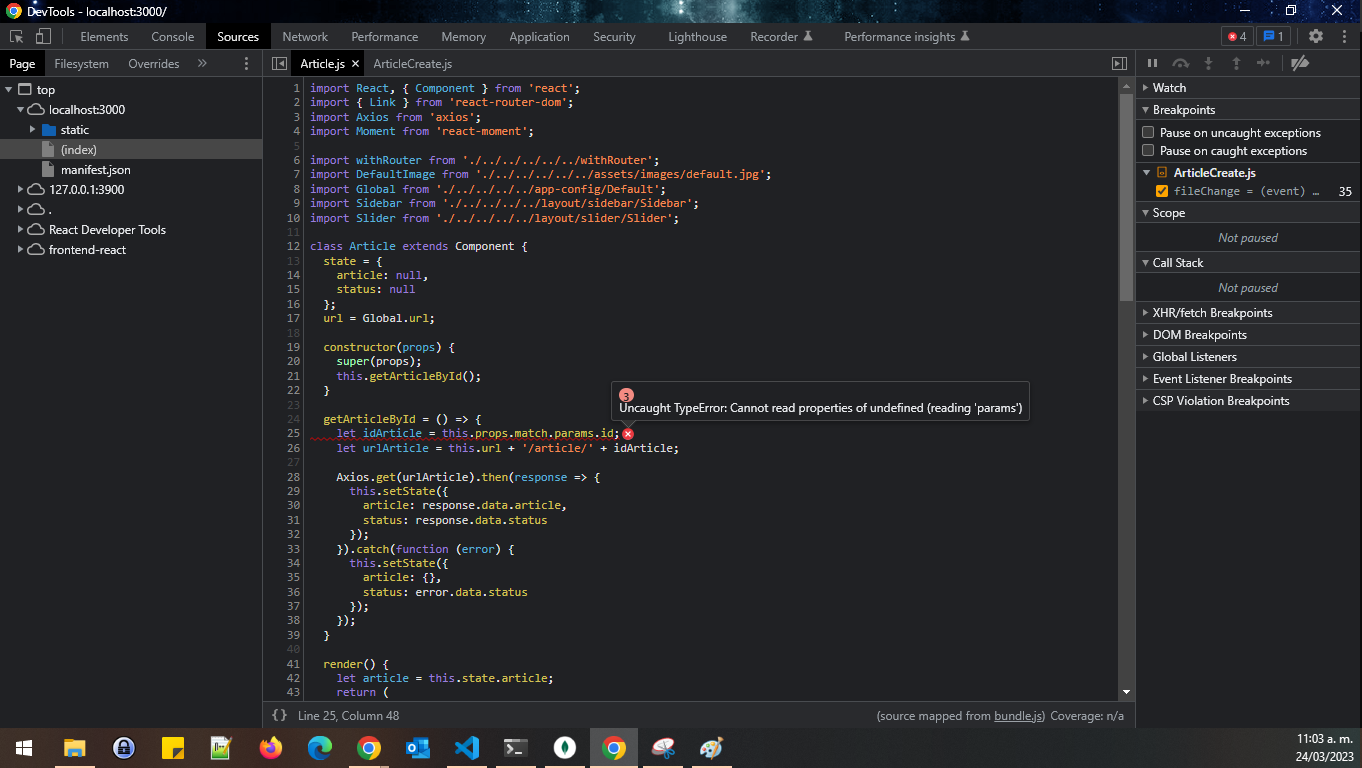 DevTools - localhost:3000/
Elements Console Sources Network Performance Memory Application Security Lighthouse Recorder Performance insights 4 1
Page Filesystem Overrides »
Article.js × ArticleCreate.js
top
localhost:3000
static
(index)
manifest.json
127.0.0.1:3900
.
React Developer Tools
frontend-react
1 import React, { Component } from 'react';
2 import { Link } from 'react-router-dom';
3 import Axios from 'axios';
4 import Moment from 'react-moment';
5
6 import withRouter from './../../../../../withRouter';
7 import DefaultImage from './../../../../../assets/images/default.jpg';
8 import Global from './../../../../app-config/Default';
9 import Sidebar from './../../../../layout/sidebar/Sidebar';
10 import Slider from './../../../../layout/slider/Slider';
11
12 class Article extends Component {
13 state = {
14 article: null,
15 status: null
16 };
17 url = Global.url;
18
19 constructor(props) {
20 super(props);
21 this.getArticleById();
22 }
23
24 getArticleById = () => {
3
Uncaught TypeError: Cannot read properties of undefined (reading 'params')
25 let idArticle = this.props.match.params.id;
26 let urlArticle = this.url + '/article/' + idArticle;
27
28 Axios.get(urlArticle).then(response => {
29 this.setState({
30 article: response.data.article,
31 status: response.data.status
32 });
33 }).catch(function (error) {
34 this.setState({
35 article: {},
36 status: error.data.status
37 });
38 });
39 }
40
41 render() {
42 let article = this.state.article;
43 return (
{} Line 25, Column 48
(source mapped from bundle.js) Coverage: n/a
Watch
Breakpoints
Pause on uncaught exceptions
Pause on caught exceptions
ArticleCreate.js
fileChange = (event) … 35
Scope
Not paused
Call Stack
Not paused
XHR/fetch Breakpoints
DOM Breakpoints
Global Listeners
Event Listener Breakpoints
CSP Violation Breakpoints
11:03 a. m.
24/03/2023